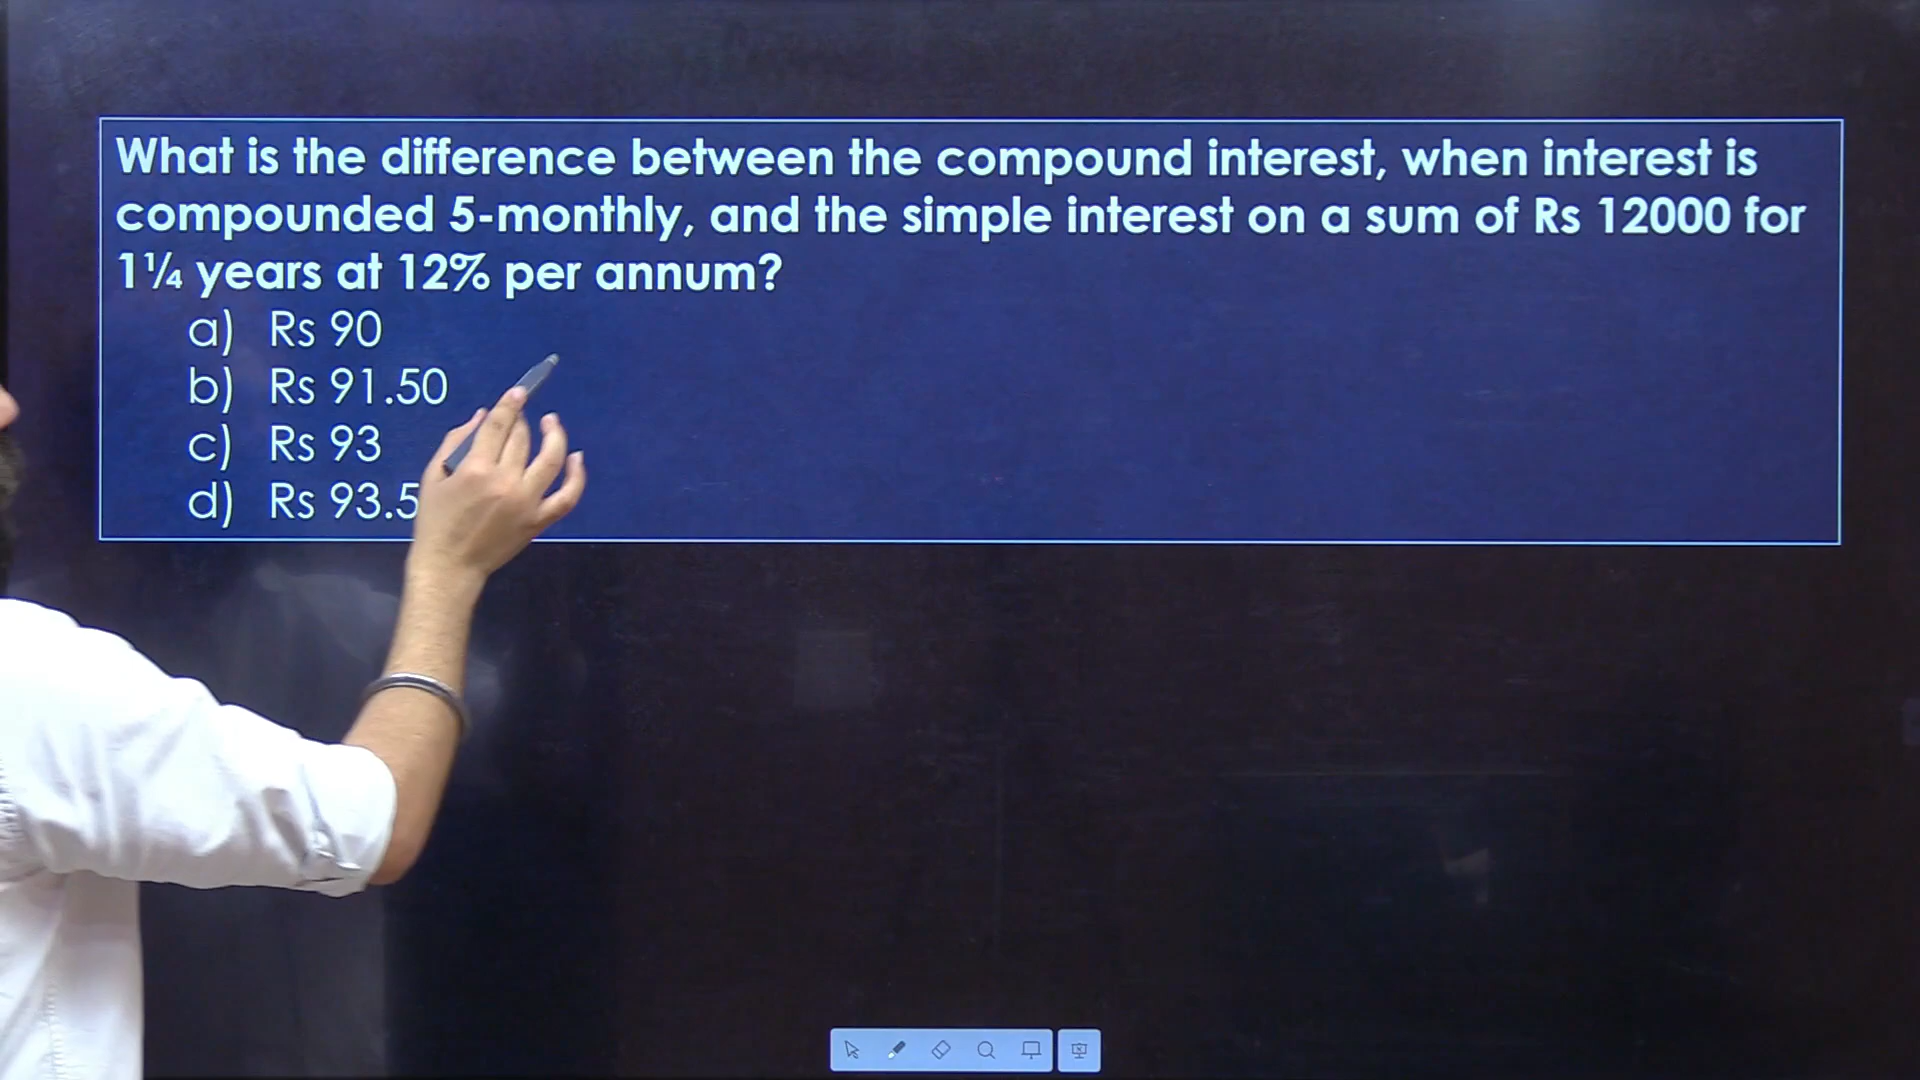 What is the difference between the compound interest, when interest is
compounded 5-monthly, and the simple interest on a sum of Rs 12000 for
1¼ years at 12% per annum?
a) Rs 90
b) Rs 91.50
c) Rs 93
d) Rs